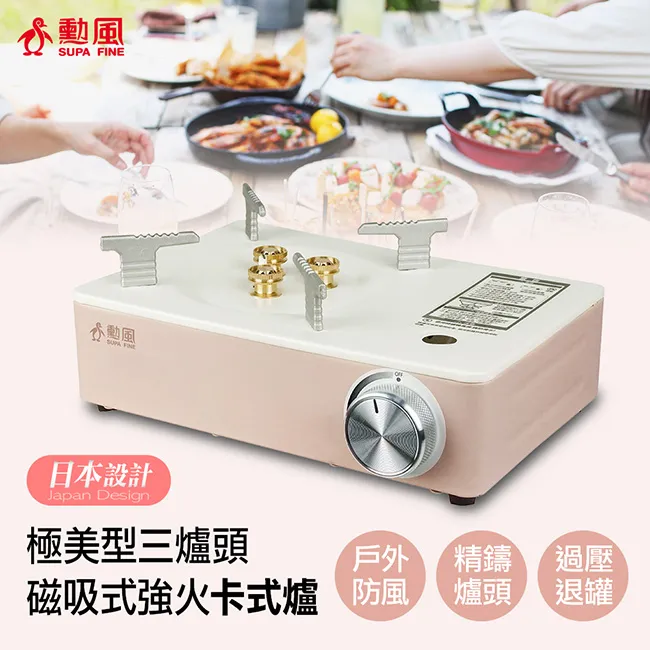 勳風
SUPA FINE
勳風
SUPA FINE
ON
日本設計
Japan Design
極美型三爐頭
磁吸式強火卡式爐
戶外
防風
精鑄
爐頭
過壓
退罐